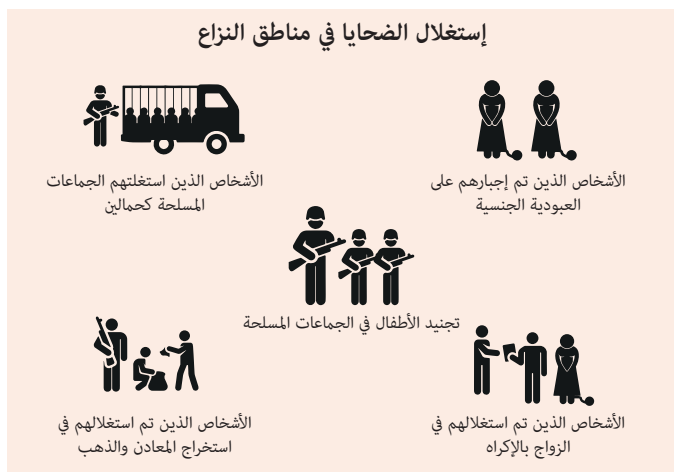 إستغلال الضحايا في مناطق النزاع
الأشخاص الذين تم إجبارهم على
العبودية الجنسية
الأشخاص الذين استغلتهم الجماعات
المسلحة كحمالين
تجنيد الأطفال في الجماعات المسلحة
الأشخاص الذين تم استغلالهم في
الزواج بالإكراه
الأشخاص الذين تم استغلالهم في
استخراج المعادن والذهب